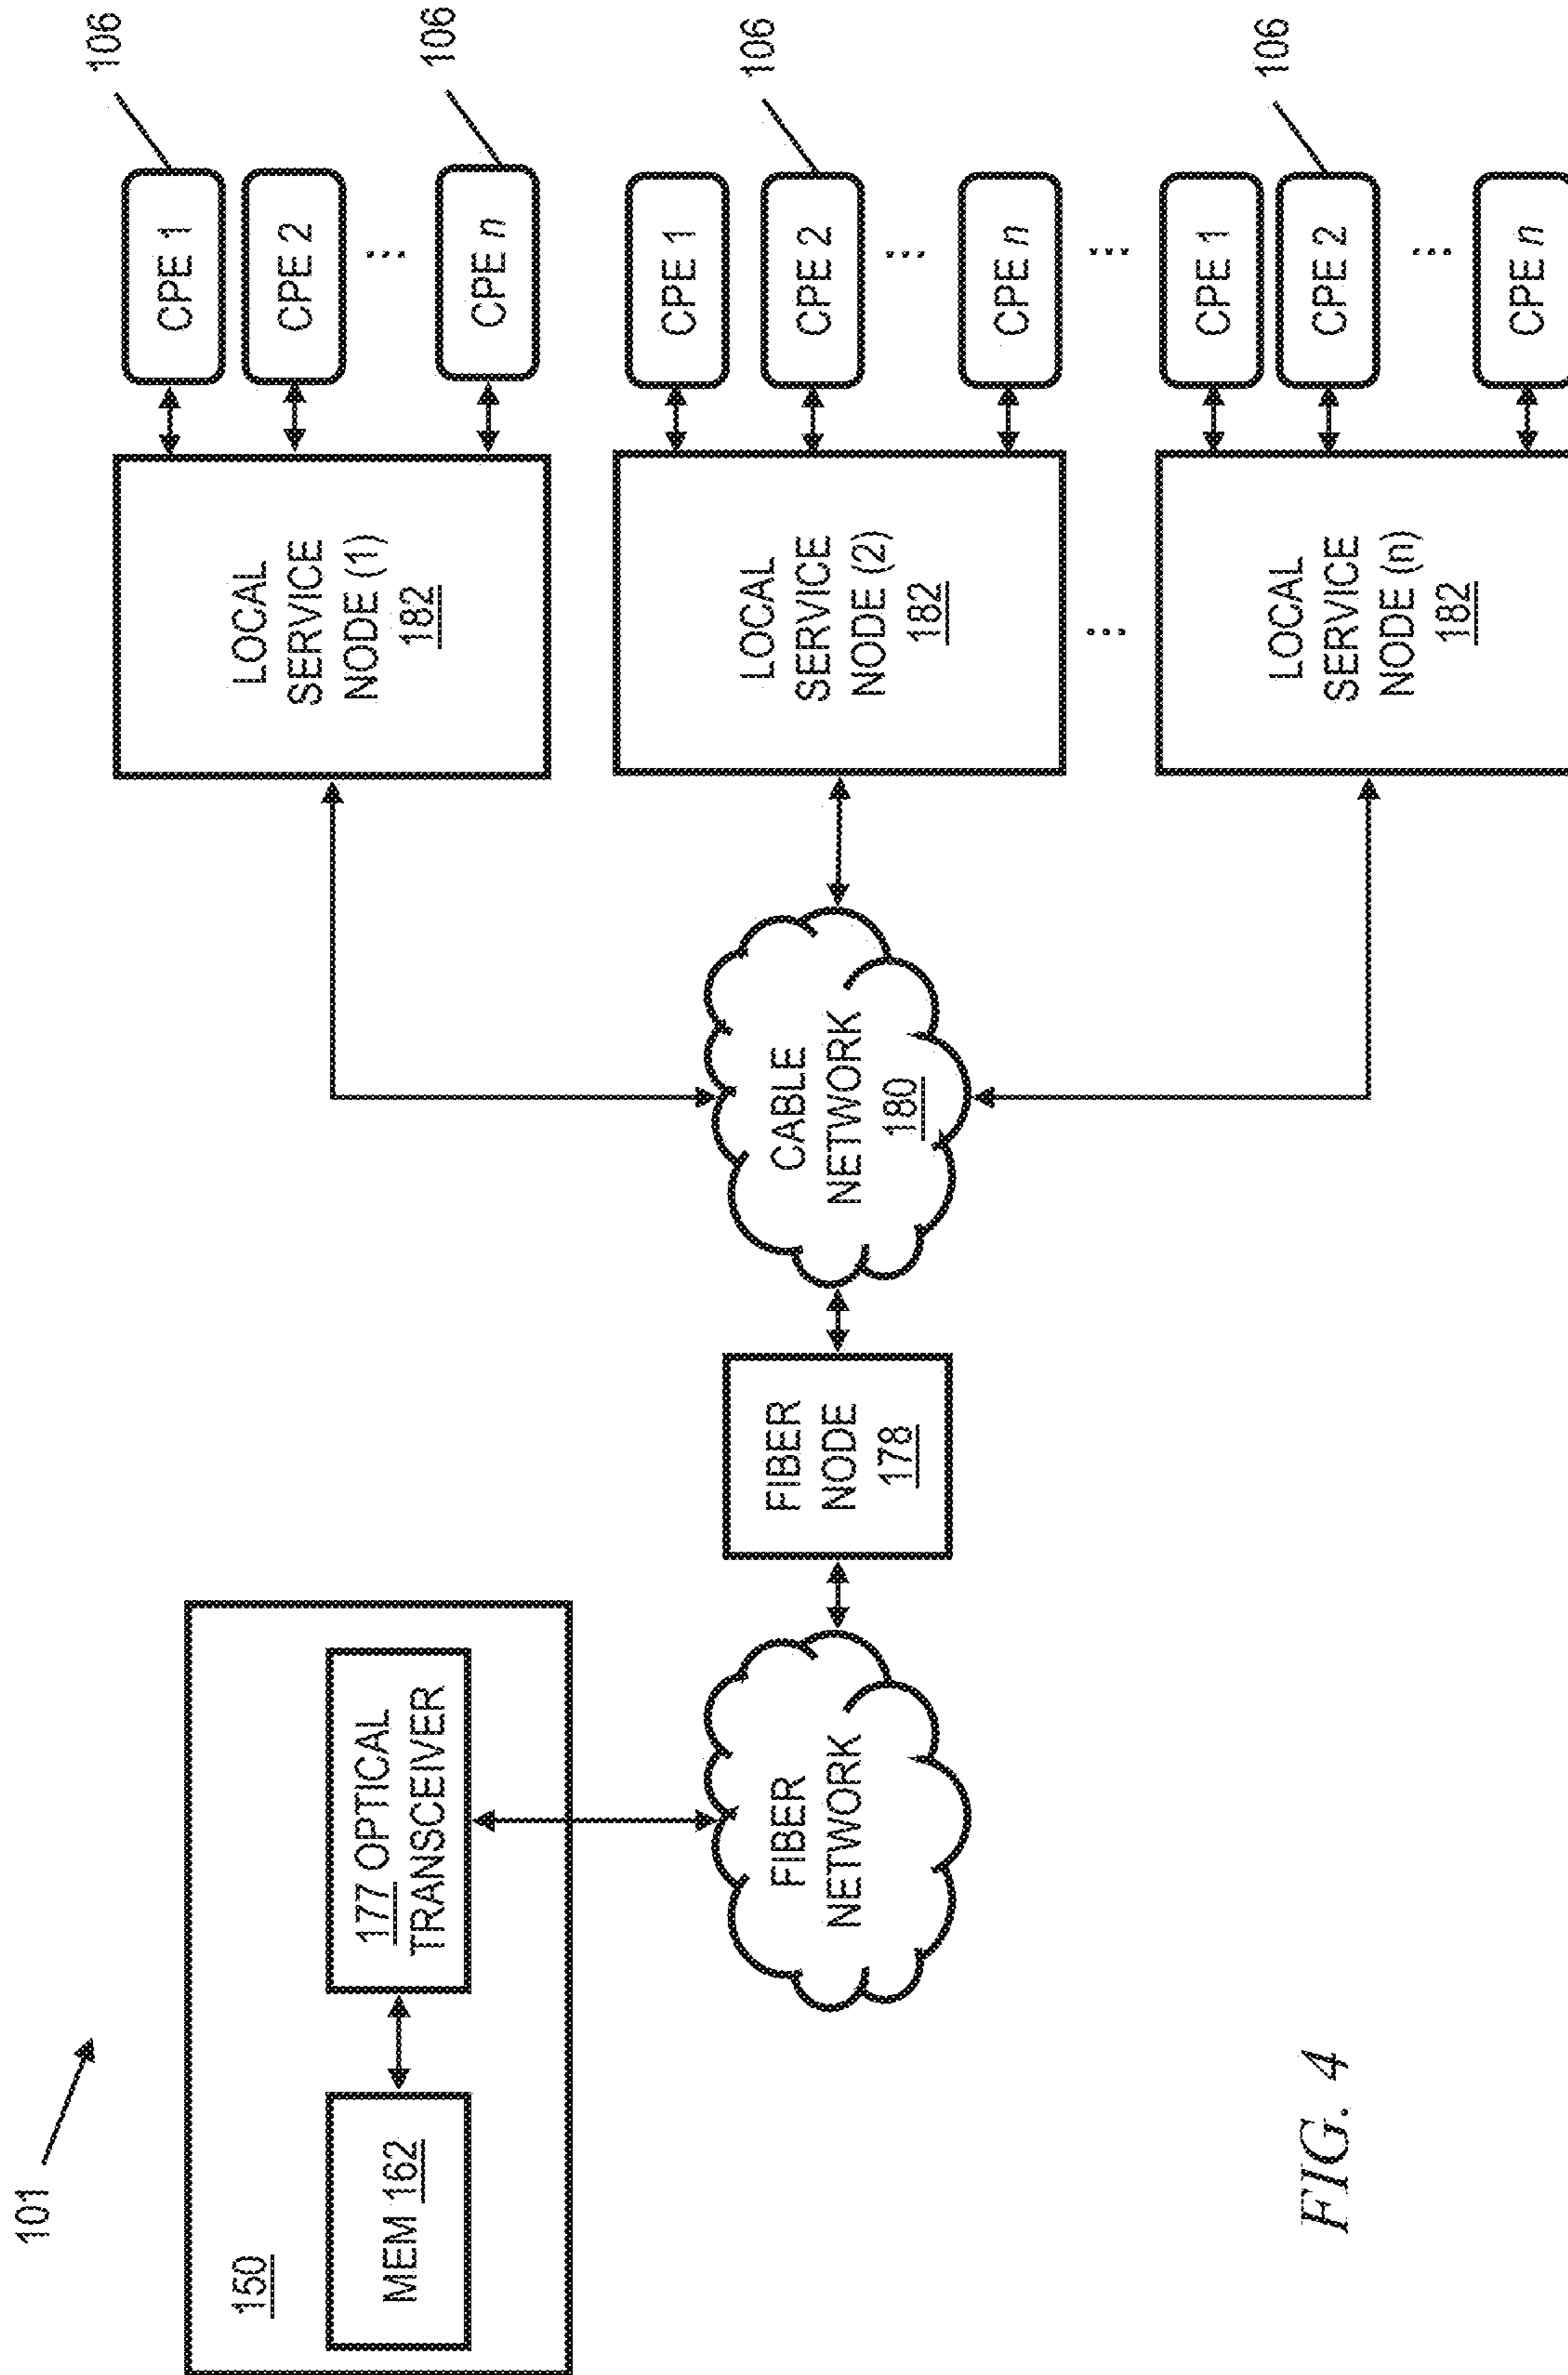 101
150
MEM 162
177 OPTICAL
TRANSCEIVER
FIBER
NETWORK
FIBER
NODE
178
CABLE
NETWORK
180
LOCAL
SERVICE
NODE (1)
182
CPE 1
106
CPE 2
...
CPE n
106
LOCAL
SERVICE
NODE (2)
182
CPE 1
CPE 2
106
...
CPE n
...
...
LOCAL
SERVICE
NODE (n)
182
CPE 1
CPE 2
106
...
CPE n
FIG. 4